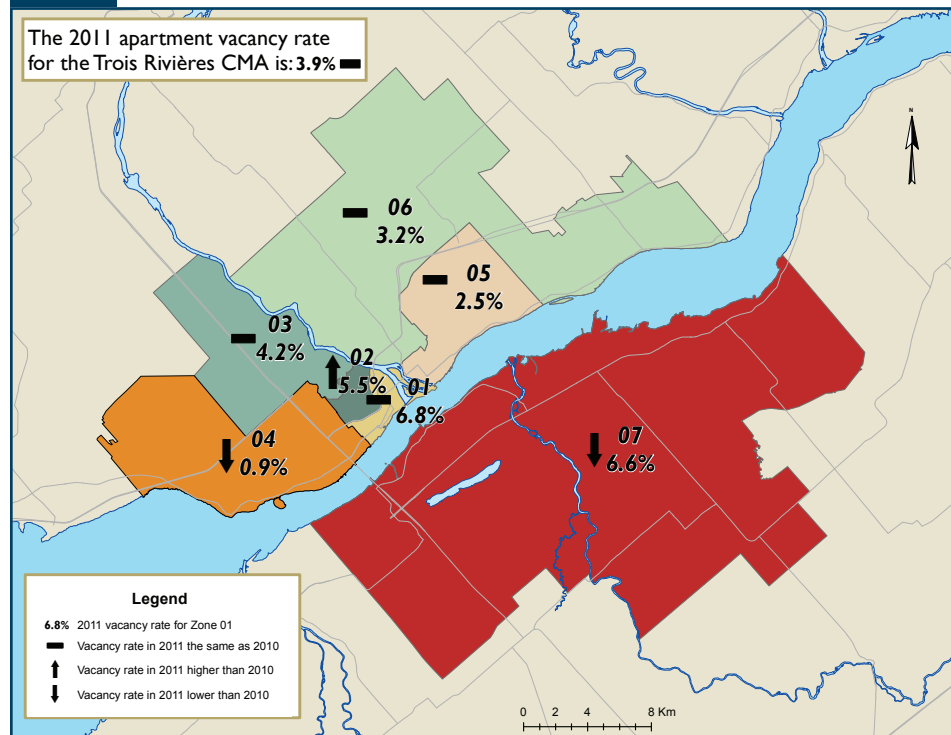 The 2011 apartment vacancy rate
for the Trois Rivières CMA is: 3.9%
N
06
3.2%
05
2.5%
03
4.2%
02
5.5%
01
6.8%
04
0.9%
07
6.6%
Legend
6.8% 2011 vacancy rate for Zone 01
Vacancy rate in 2011 the same as 2010
Vacancy rate in 2011 higher than 2010
Vacancy rate in 2011 lower than 2010
0 2 4 8 Km